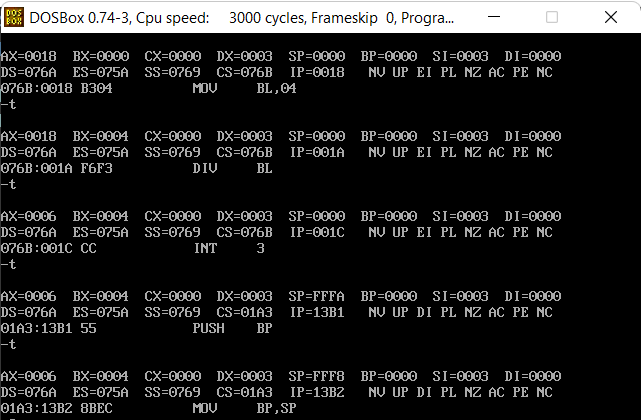 DOSBox 0.74-3, Cpu speed: 3000 cycles, Frameskip 0, Progra...
AX=0018 BX=0000 CX=0000 DX=0003 SP=0000 BP=0000 SI=0003 DI=0000
DS=076A ES=075A SS=0769 CS=076B IP=0018 NV UP EI PL NZ AC PE NC
076B:0018 B304 MOV BL,04
-t
AX=0018 BX=0004 CX=0000 DX=0003 SP=0000 BP=0000 SI=0003 DI=0000
DS=076A ES=075A SS=0769 CS=076B IP=001A NV UP EI PL NZ AC PE NC
076B:001A F6F3 DIV BL
-t
AX=0006 BX=0004 CX=0000 DX=0003 SP=0000 BP=0000 SI=0003 DI=0000
DS=076A ES=075A SS=0769 CS=076B IP=001C NV UP EI PL NZ AC PE NC
076B:001C CC INT 3
-t
AX=0006 BX=0004 CX=0000 DX=0003 SP=FFFA BP=0000 SI=0003 DI=0000
DS=076A ES=075A SS=0769 CS=01A3 IP=13B1 NV UP DI PL NZ AC PE NC
01A3:13B1 55 PUSH BP
-t
AX=0006 BX=0004 CX=0000 DX=0003 SP=FFF8 BP=0000 SI=0003 DI=0000
DS=076A ES=075A SS=0769 CS=01A3 IP=13B2 NV UP DI PL NZ AC PE NC
01A3:13B2 8BEC MOV BP,SP